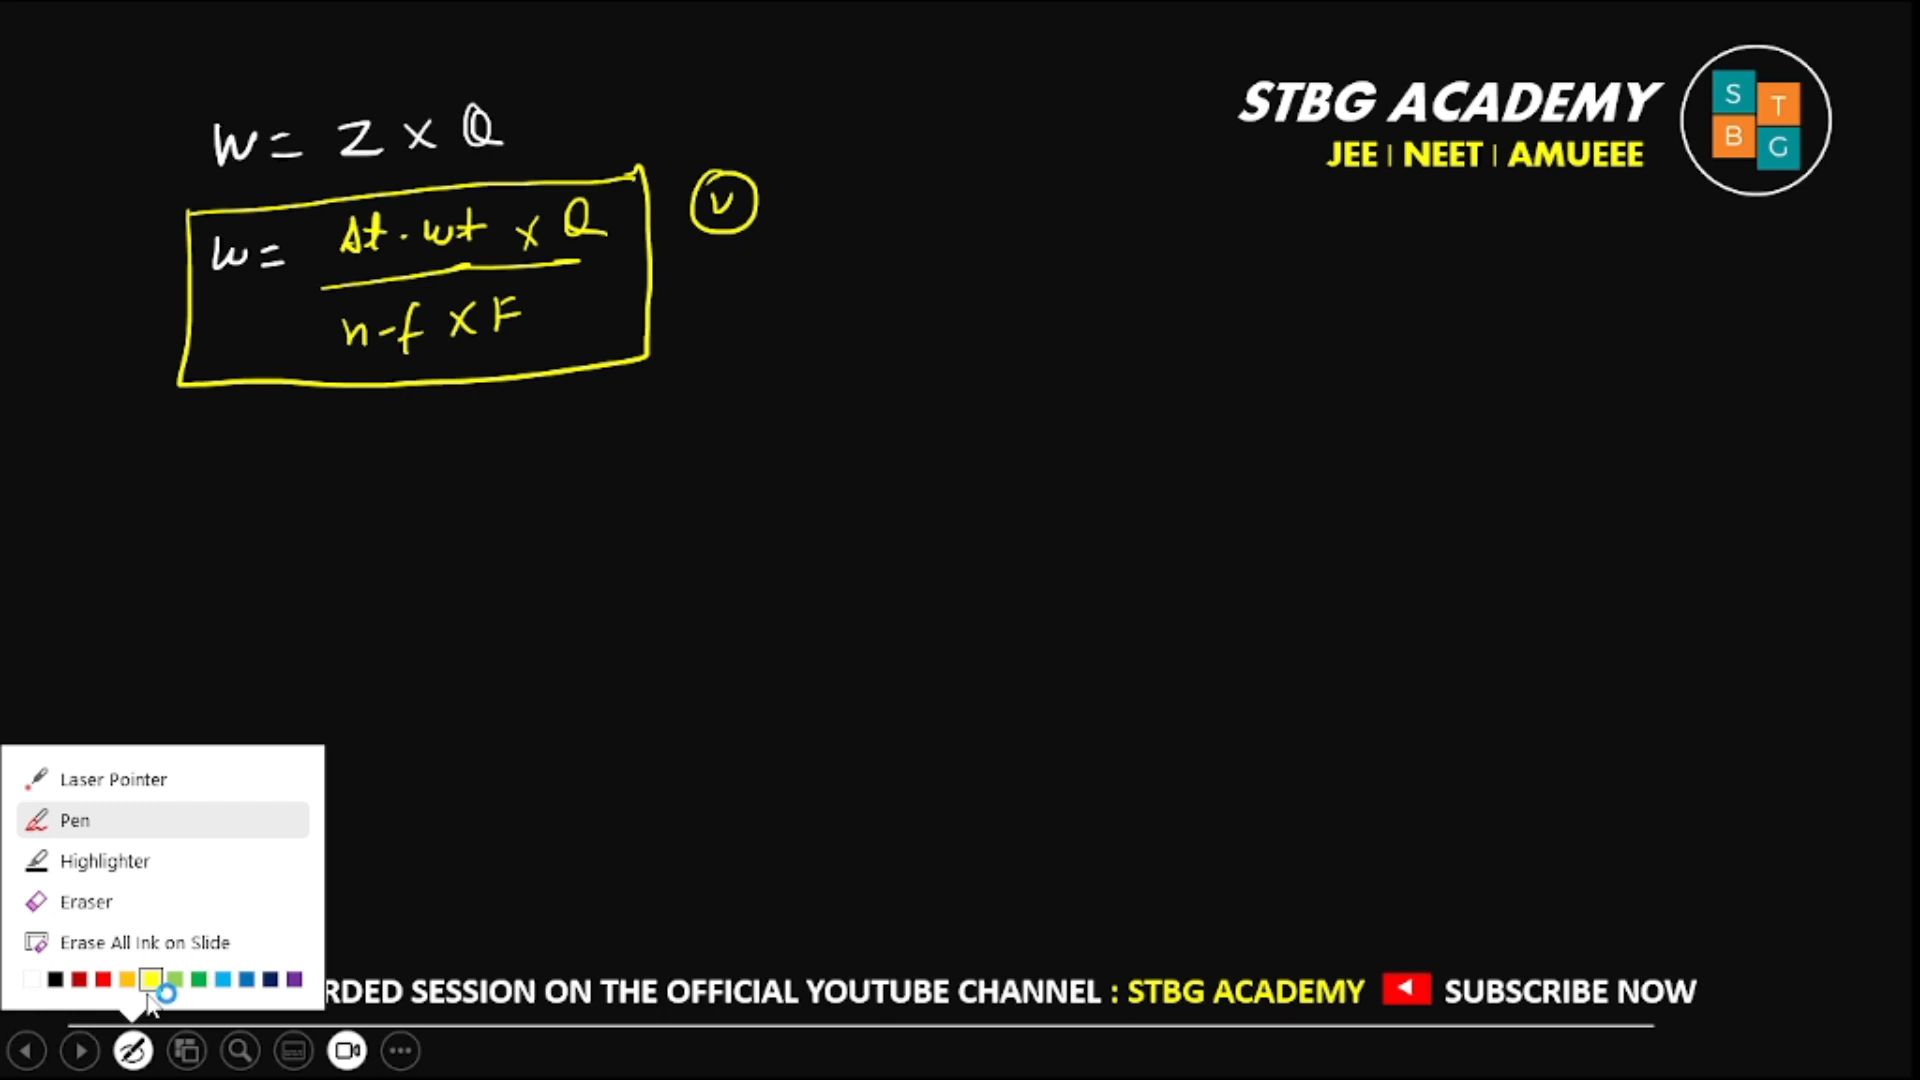 STBG ACADEMY
JEE | NEET | AMUEEE
S T
B G
W = Z × Q
W = At. wt × Q
n-f × F
V
Laser Pointer
Pen
Highlighter
Eraser
Erase All Ink on Slide
RDED SESSION ON THE OFFICIAL YOUTUBE CHANNEL : STBG ACADEMY SUBSCRIBE NOW